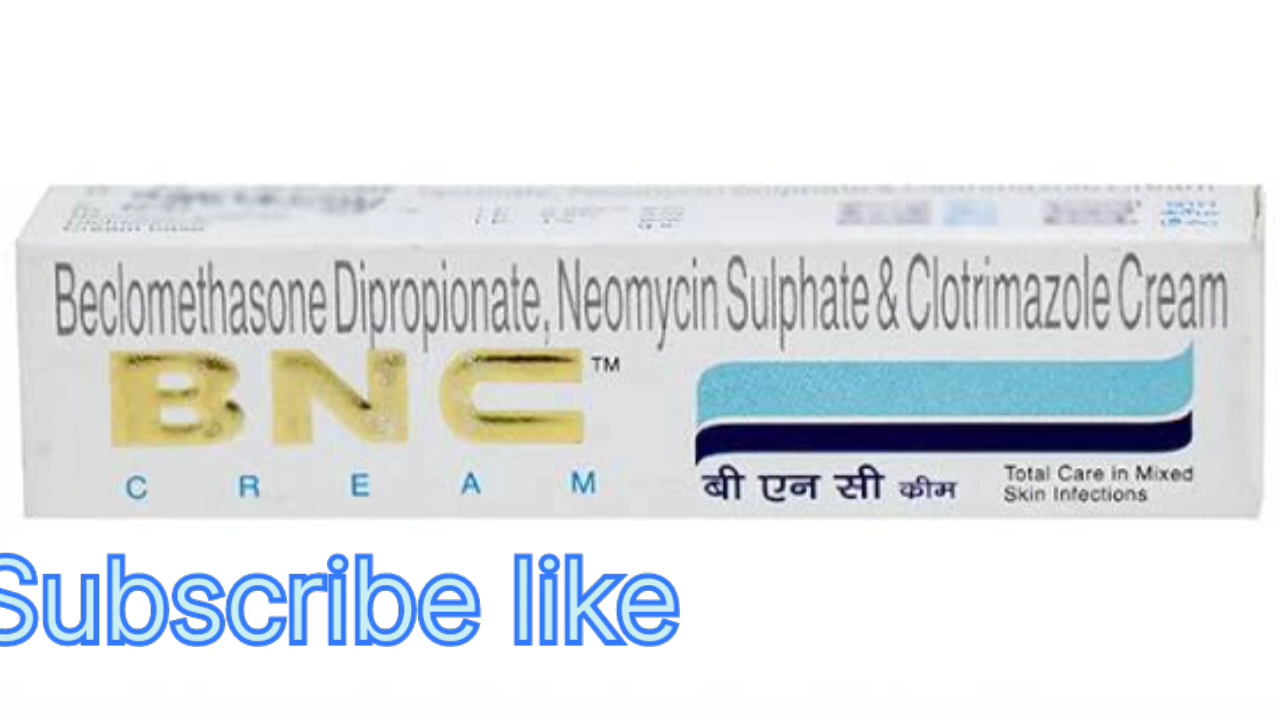 Beclomethasone Dipropionate, Neomycin Sulphate & Clotrimazole Cream
BNC™
CREAM
बी एन सी क्रीम
Total Care in Mixed
Skin Infections
Subscribe like